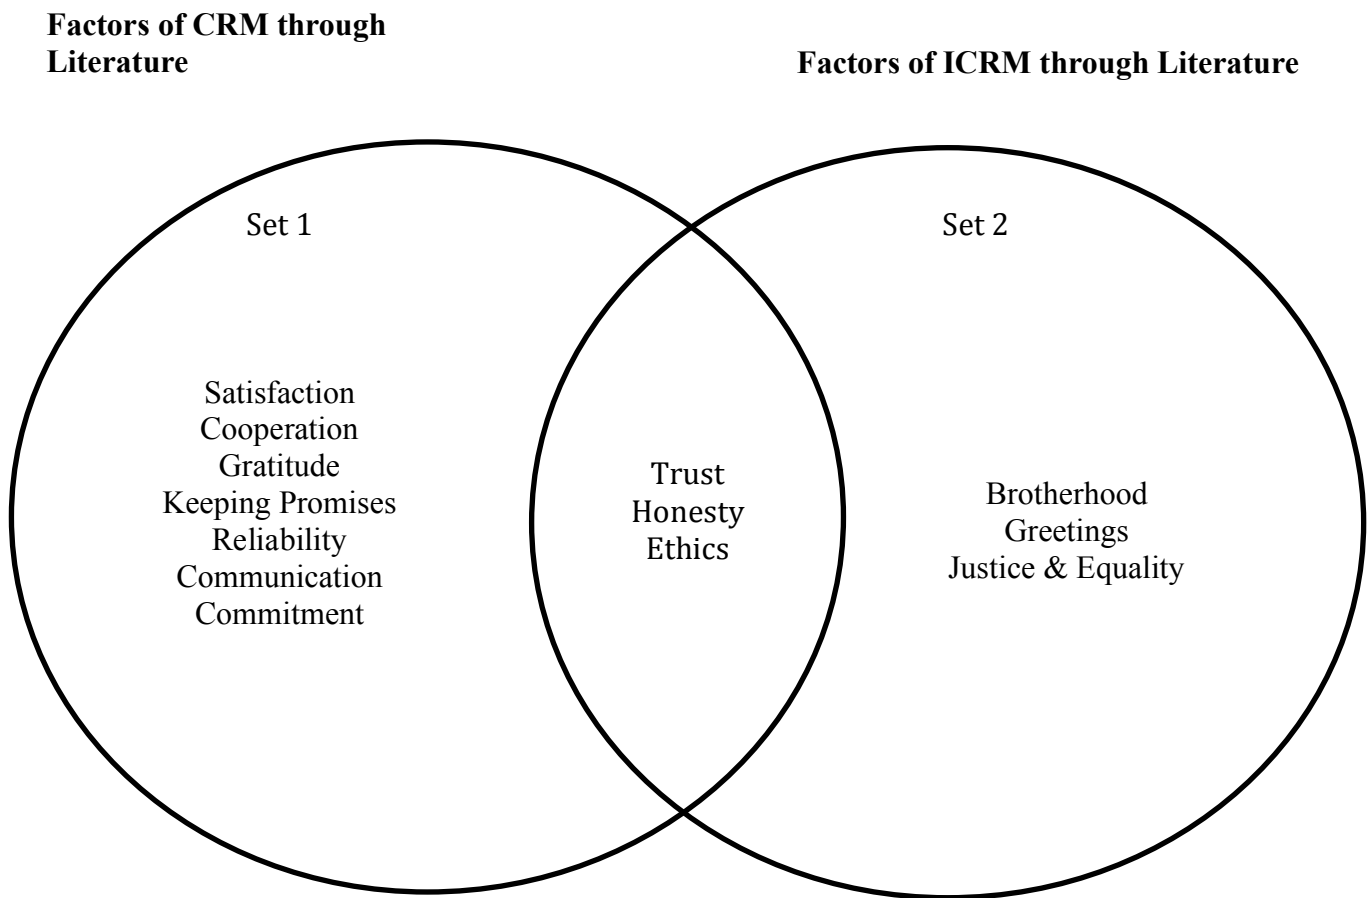 Factors of CRM through
Literature
Factors of ICRM through Literature
Set 1
Set 2
Satisfaction
Cooperation
Gratitude
Keeping Promises
Reliability
Communication
Commitment
Trust
Honesty
Ethics
Brotherhood
Greetings
Justice & Equality